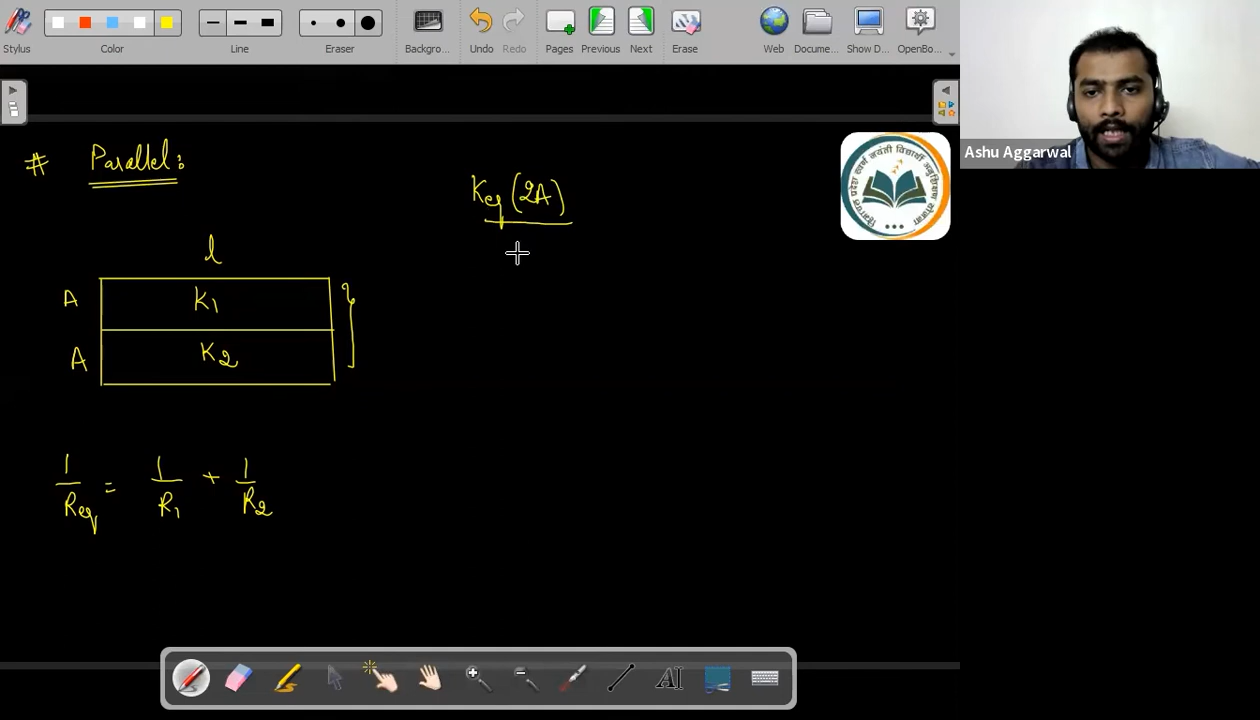 Color Line Eraser Backgro... Undo Redo Pages Previous Next Erase Web Docume... Show D... OpenBo...
Stylus
Ashu Aggarwal
# Parallel:
Keq(2A)
l
A K1
A K2
1/Req = 1/R1 + 1/R2
AI